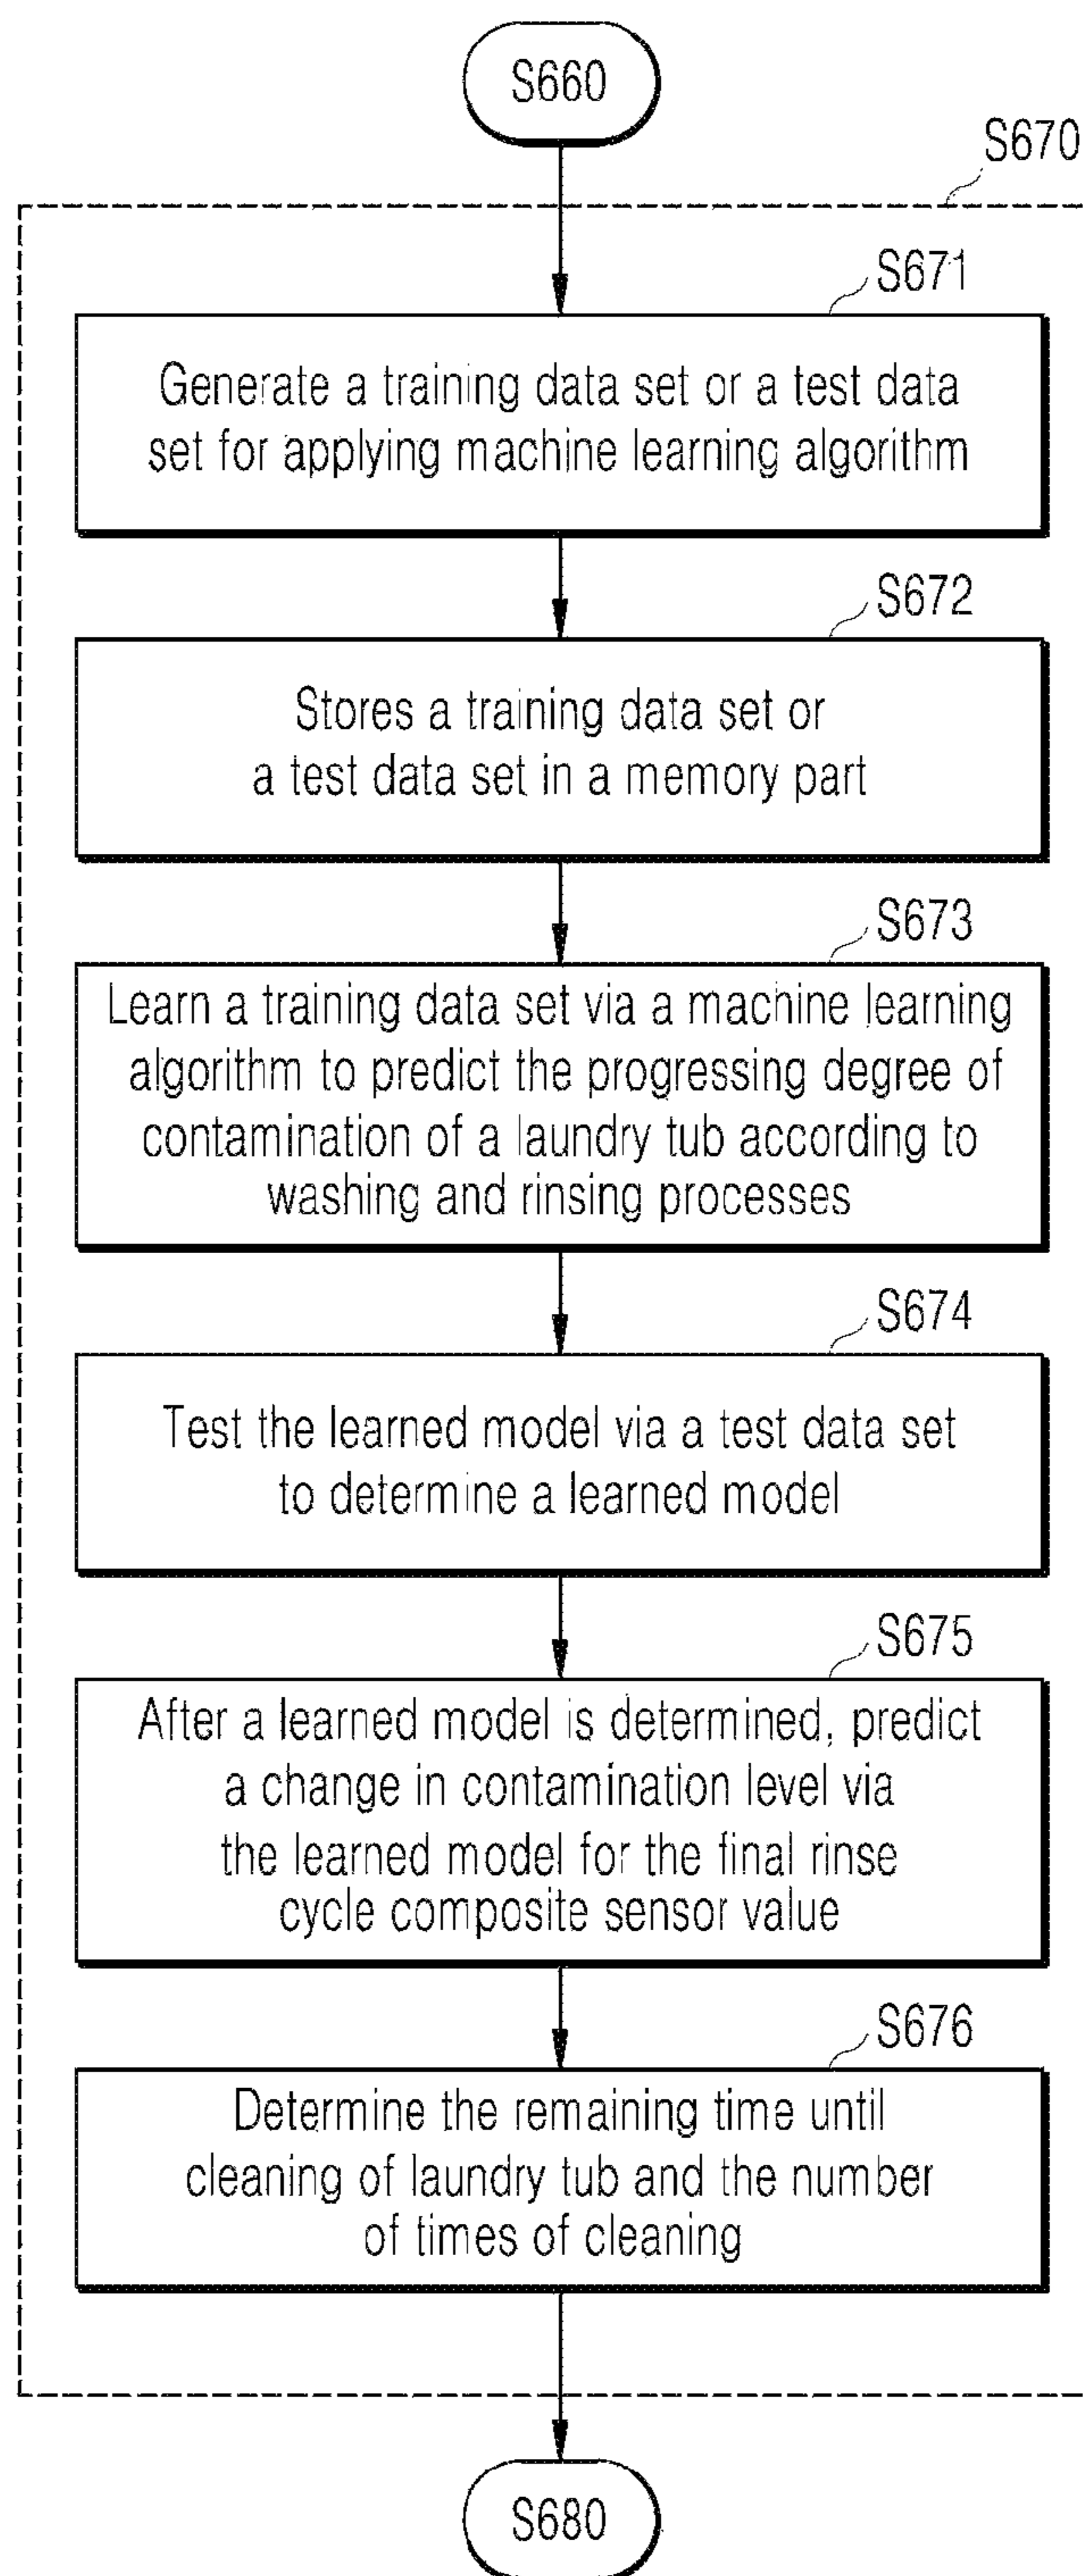 S660
S670
S671
Generate a training data set or a test data
set for applying machine learning algorithm
S672
Stores a training data set or
a test data set in a memory part
S673
Learn a training data set via a machine learning
algorithm to predict the progressing degree of
contamination of a laundry tub according to
washing and rinsing processes
S674
Test the learned model via a test data set
to determine a learned model
S675
After a learned model is determined, predict
a change in contamination level via
the learned model for the final rinse
cycle composite sensor value
S676
Determine the remaining time until
cleaning of laundry tub and the number
of times of cleaning
S680